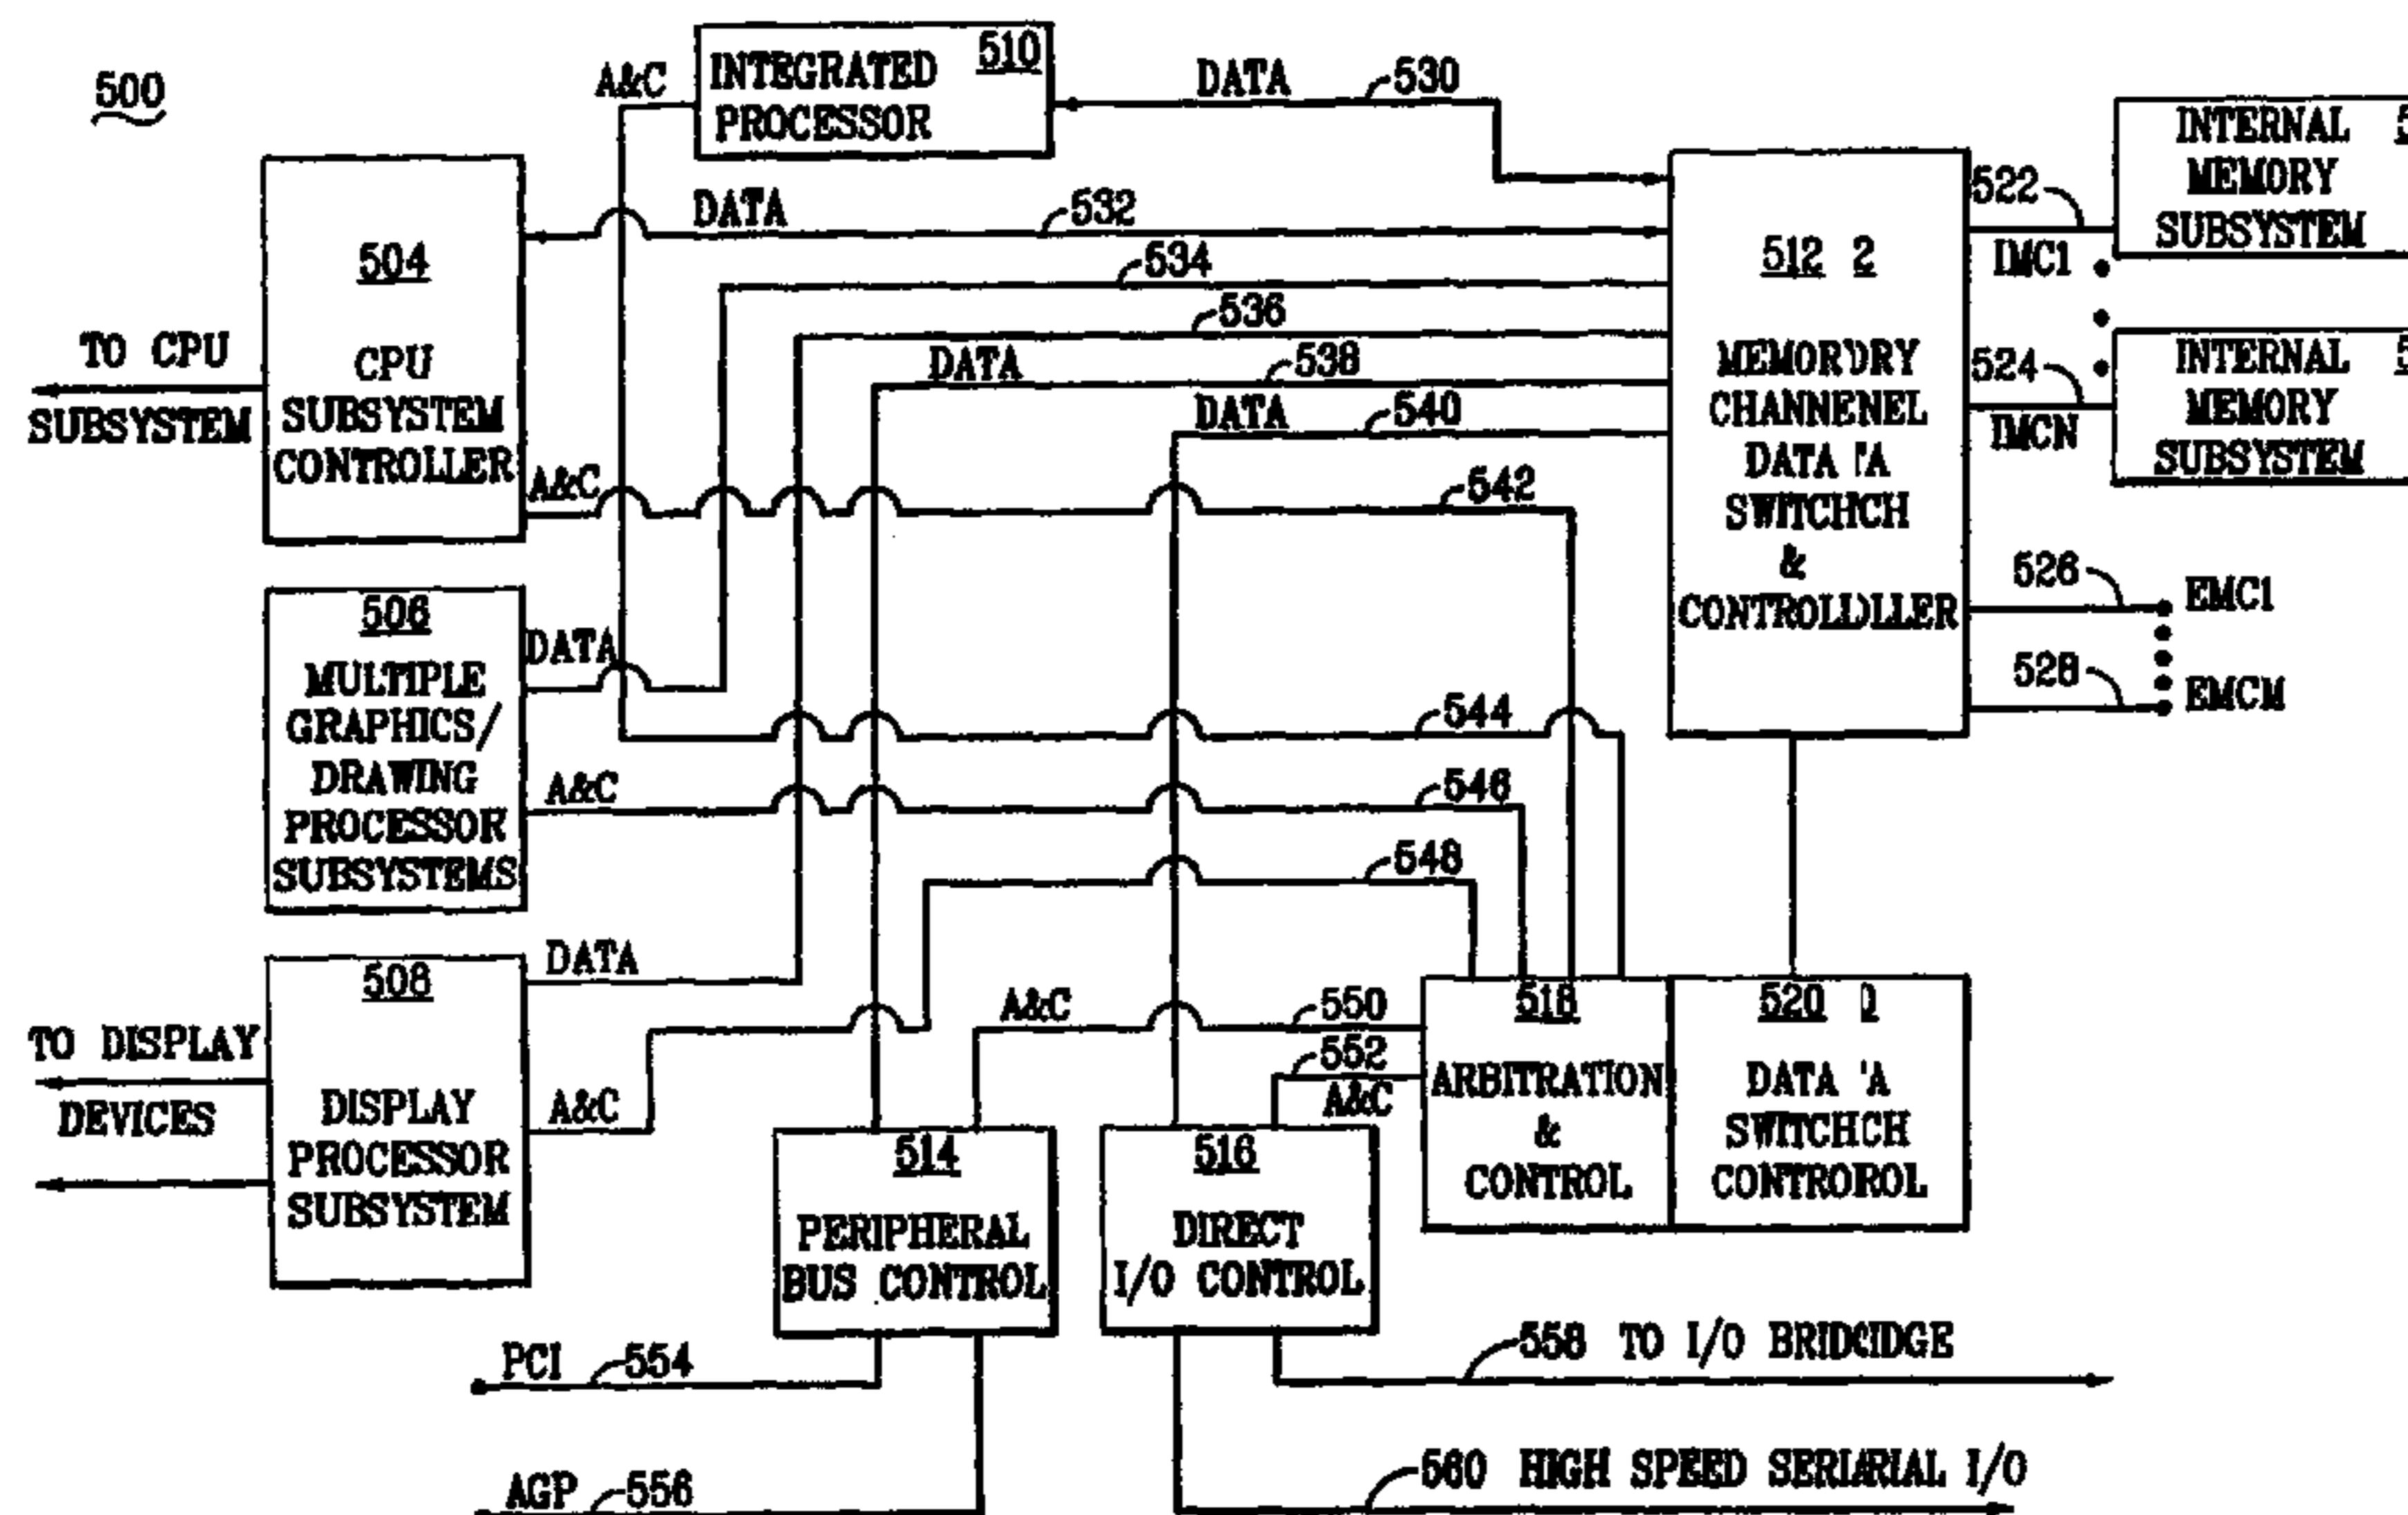 500
510
INTEGRATED
PROCESSOR
A&C
DATA
530
504
CPU
SUBSYSTEM
CONTROLLER
TO CPU
SUBSYSTEM
DATA
532
534
536
DATA
538
DATA
540
A&C
542
512 2
MEMORDRY
CHANNENEL
DATA 'A
SWITCHCH
&
CONTROLDLLER
522
IMC1
INTERNAL
MEMORY
SUBSYSTEM
524
IMCN
INTERNAL
MEMORY
SUBSYSTEM
526
EMC1
528
EMCM
506
MULTIPLE
GRAPHICS/
DRAWING
PROCESSOR
SUBSYSTEMS
DATA
A&C
544
546
548
508
DISPLAY
PROCESSOR
SUBSYSTEM
DATA
A&C
TO DISPLAY
DEVICES
A&C
550
552
A&C
514
PERIPHERAL
BUS CONTROL
516
DIRECT
I/O CONTROL
518
ARBITRATION
&
CONTROL
520 0
DATA 'A
SWITCHCH
CONTROROL
PCI
554
AGP
556
558 TO I/O BRIDCIDGE
560 HIGH SPEED SERIARIAL I/O